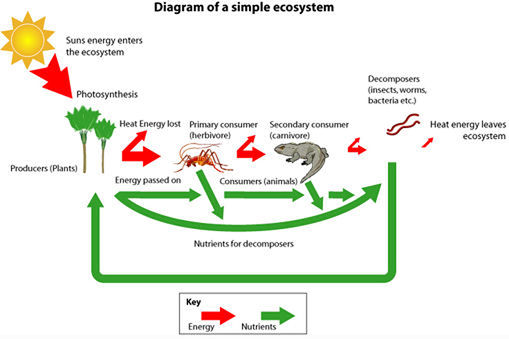 Diagram of a simple ecosystem
Suns energy enters
the ecosystem
Photosynthesis
Decomposers
(insects, worms,
bacteria etc.)
Heat Energy lost
Primary consumer
(herbivore)
Secondary consumer
(carnivore)
Heat energy leaves
ecosystem
Producers (Plants)
Energy passed on
Consumers (animals)
Nutrients for decomposers
Key
Energy
Nutrients